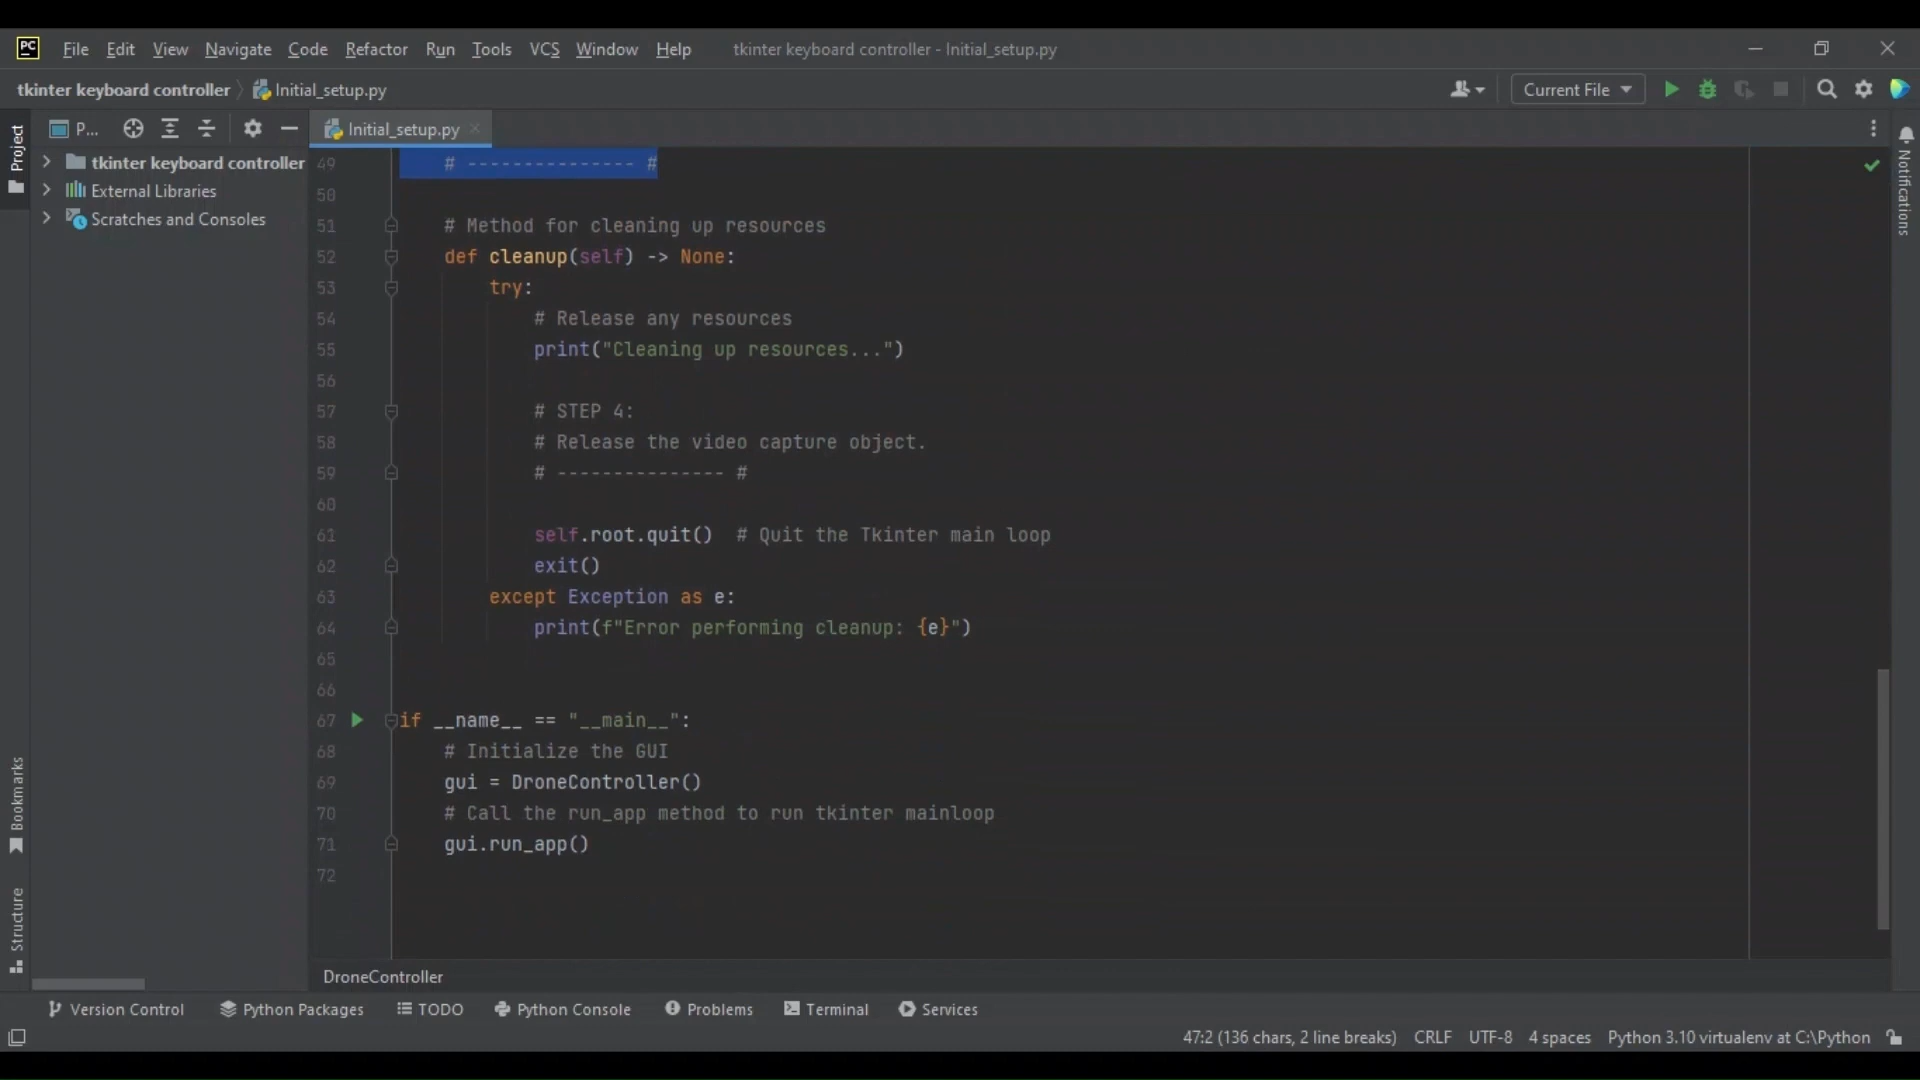 PC
File Edit View Navigate Code Refactor Run Tools VCS Window Help tkinter keyboard controller - Initial_setup.py
tkinter keyboard controller Initial_setup.py Current File
P... Initial_setup.py
Project
tkinter keyboard controller
External Libraries
Scratches and Consoles
Bookmarks
Structure
Notifications
49 # --------------- #
50
51 # Method for cleaning up resources
52 def cleanup(self) -> None:
53 try:
54 # Release any resources
55 print("Cleaning up resources...")
56
57 # STEP 4:
58 # Release the video capture object.
59 # --------------- #
60
61 self.root.quit()  # Quit the Tkinter main loop
62 exit()
63 except Exception as e:
64 print(f"Error performing cleanup: {e}")
65
66
67 if __name__ == "__main__":
68 # Initialize the GUI
69 gui = DroneController()
70 # Call the run_app method to run tkinter mainloop
71 gui.run_app()
72
DroneController
Version Control Python Packages TODO Python Console Problems Terminal Services
47:2 (136 chars, 2 line breaks) CRLF UTF-8 4 spaces Python 3.10 virtualenv at C:\Python